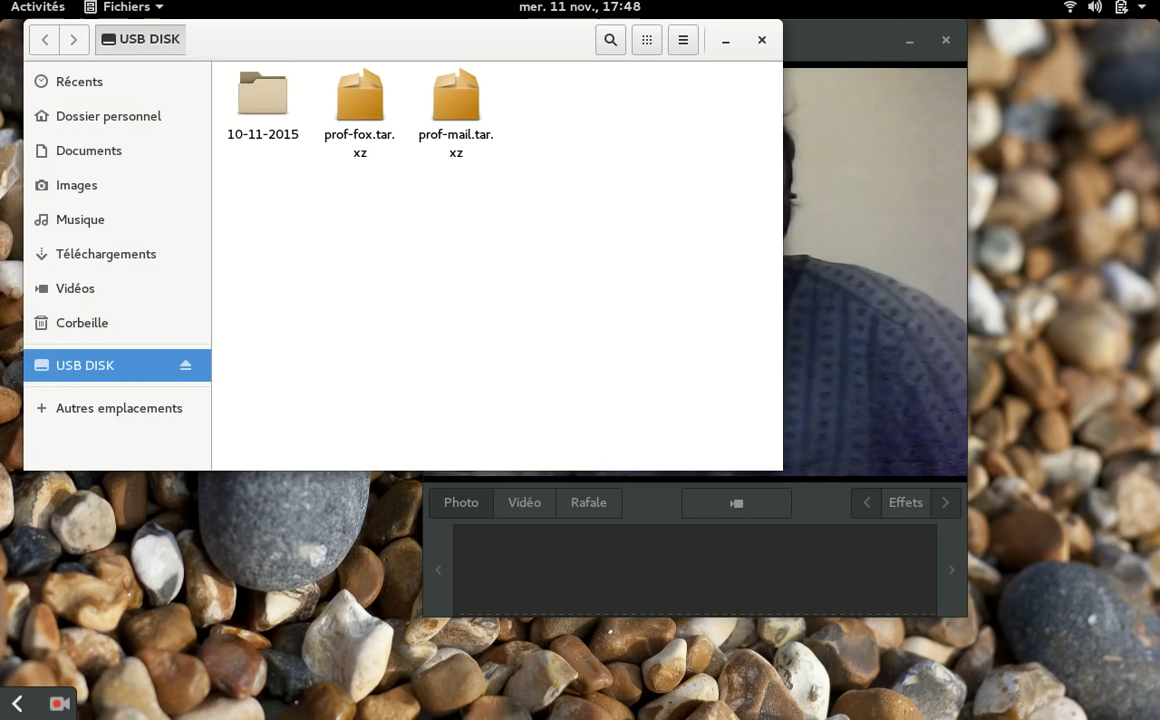 Activités Fichiers mer. 11 nov., 17:48
USB DISK
Récents
Dossier personnel
Documents
Images
Musique
Téléchargements
Vidéos
Corbeille
USB DISK
Autres emplacements
10-11-2015
prof-fox.tar.
xz
prof-mail.tar.
xz
Photo Vidéo Rafale Effets